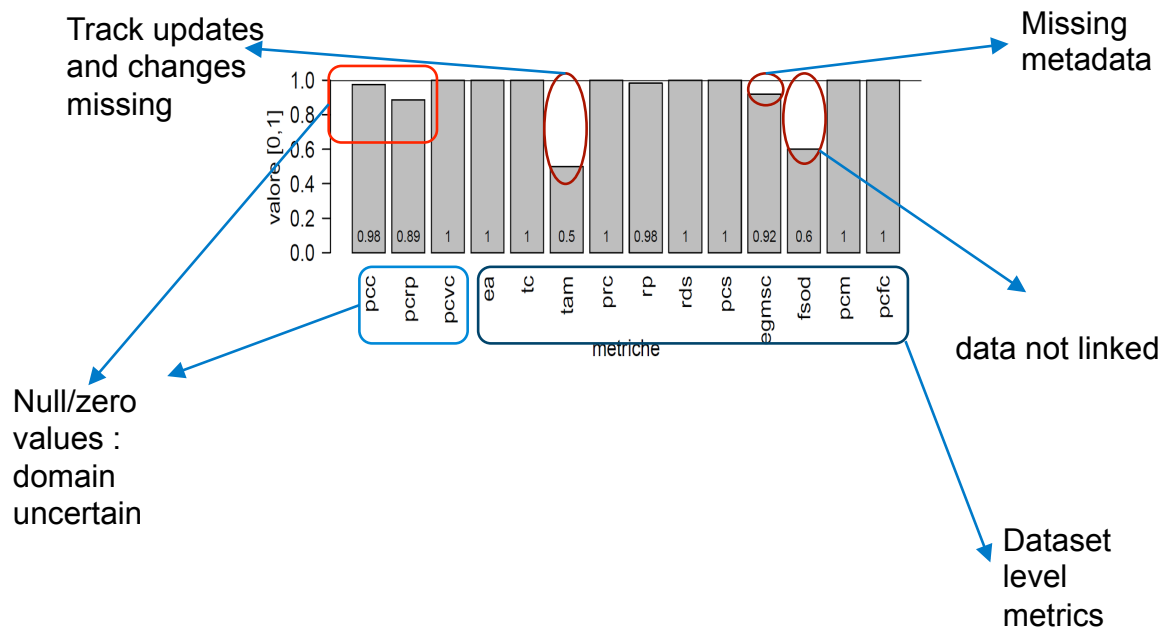 Track updates
and changes
missing
Missing
metadata
valore [0,1]
1.0
0.8
0.6
0.4
0.2
0.0
0.98 0.89 1 1 1 0.5 1 0.98 1 1 0.92 0.6 1 1
pcc pcrp pcvc ea tc tam prc rp rds pcs egmsc fsod pcm pcfc
metriche
data not linked
Null/zero
values :
domain
uncertain
Dataset
level
metrics